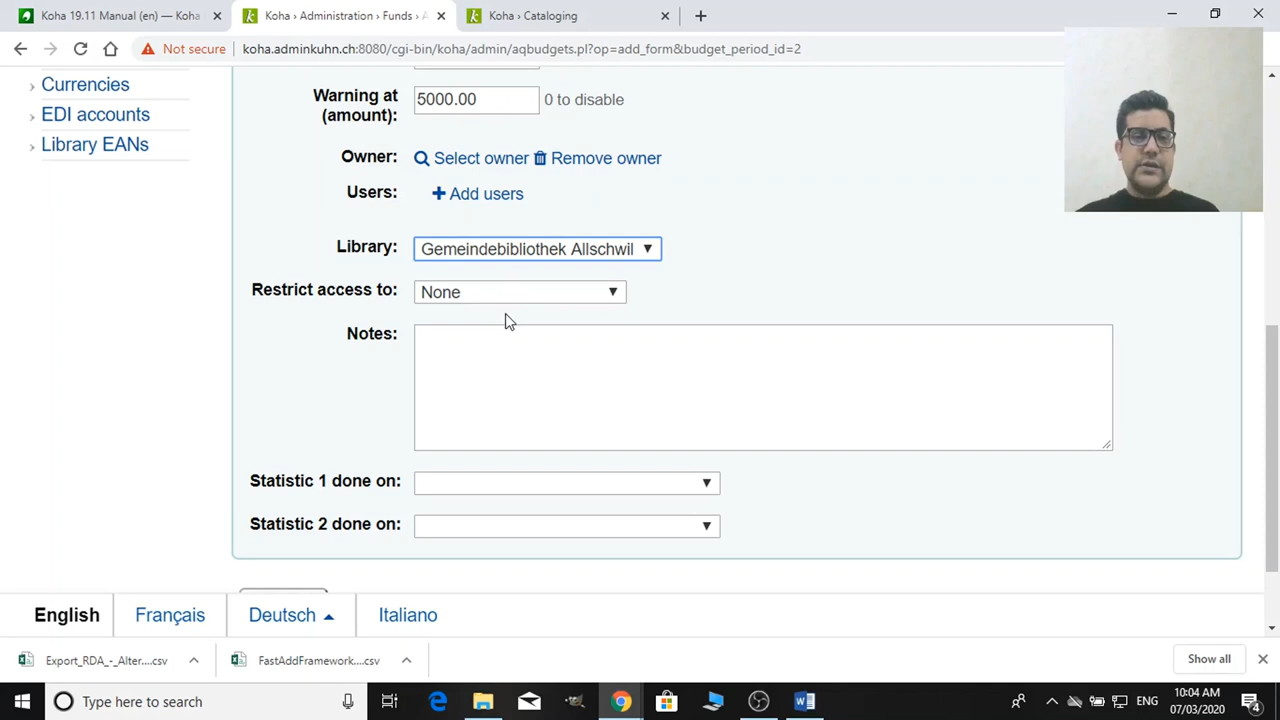 Koha 19.11 Manual (en) — Koha
Koha › Administration › Funds › A
Koha › Cataloging
Not secure
koha.adminkuhn.ch:8080/cgi-bin/koha/admin/aqbudgets.pl?op=add_form&budget_period_id=2
Currencies
EDI accounts
Library EANs
Warning at (amount): 5000.00 0 to disable
Owner: Select owner Remove owner
Users: + Add users
Library: Gemeindebibliothek Allschwil
Restrict access to: None
Notes:
Statistic 1 done on:
Statistic 2 done on:
English Français Deutsch Italiano
Export_RDA_-_Alter....csv
FastAddFramework....csv
Show all
Type here to search
ENG
10:04 AM
07/03/2020
4